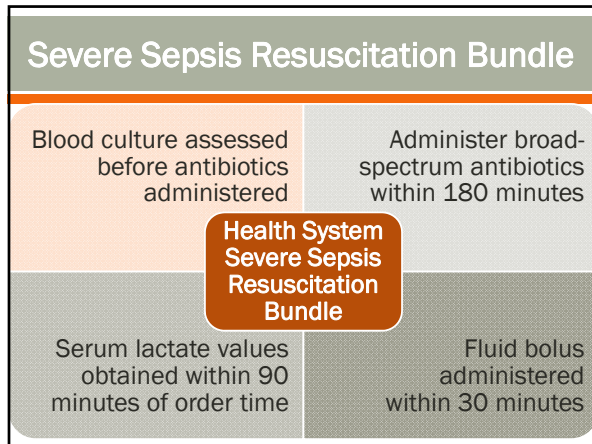 Severe Sepsis Resuscitation Bundle
Blood culture assessed
before antibiotics
administered
Administer broad-
spectrum antibiotics
within 180 minutes
Health System
Severe Sepsis
Resuscitation
Bundle
Serum lactate values
obtained within 90
minutes of order time
Fluid bolus
administered
within 30 minutes